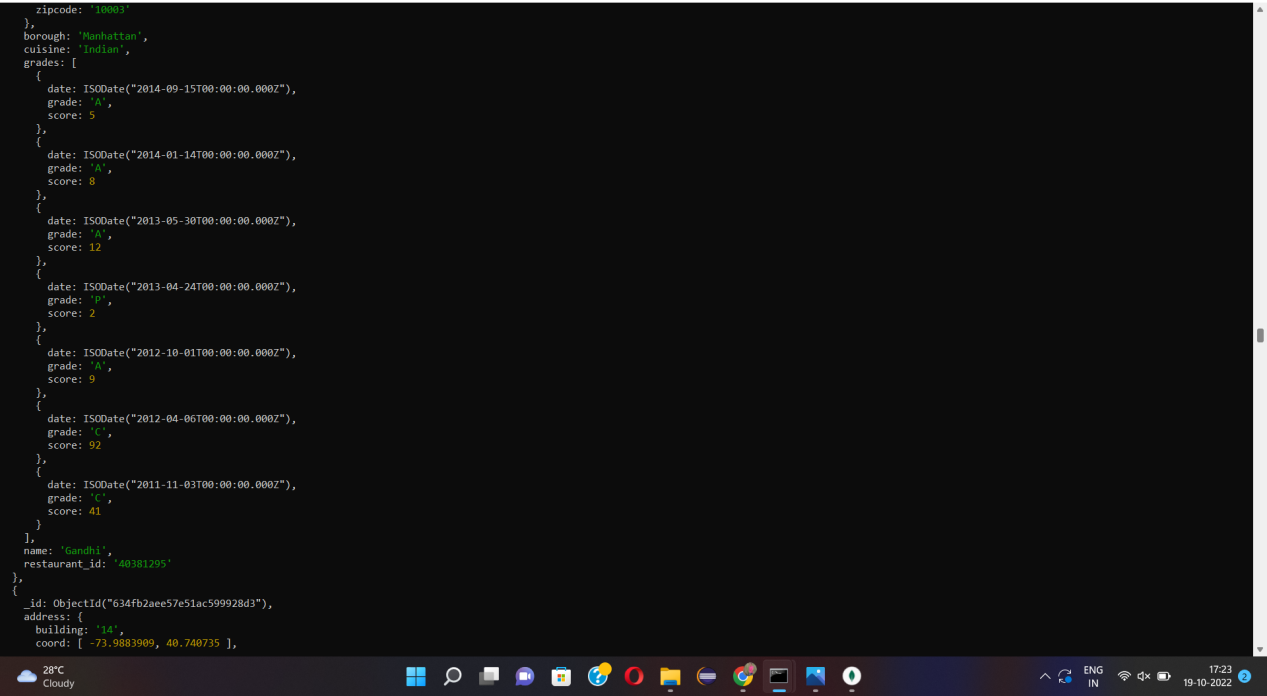 zipcode: '10003'
  },
  borough: 'Manhattan',
  cuisine: 'Indian',
  grades: [
    {
      date: ISODate("2014-09-15T00:00:00.000Z"),
      grade: 'A',
      score: 5
    },
    {
      date: ISODate("2014-01-14T00:00:00.000Z"),
      grade: 'A',
      score: 8
    },
    {
      date: ISODate("2013-05-30T00:00:00.000Z"),
      grade: 'A',
      score: 12
    },
    {
      date: ISODate("2013-04-24T00:00:00.000Z"),
      grade: 'P',
      score: 2
    },
    {
      date: ISODate("2012-10-01T00:00:00.000Z"),
      grade: 'A',
      score: 9
    },
    {
      date: ISODate("2012-04-06T00:00:00.000Z"),
      grade: 'C',
      score: 92
    },
    {
      date: ISODate("2011-11-03T00:00:00.000Z"),
      grade: 'C',
      score: 41
    }
  ],
  name: 'Gandhi',
  restaurant_id: '40381295'
},
{
  _id: ObjectId("634fb2aee57e51ac599928d3"),
  address: {
    building: '14',
    coord: [ -73.9883909, 40.740735 ],
28°C
Cloudy
ENG
IN
17:23
19-10-2022
2